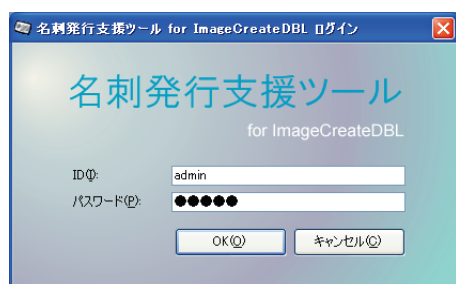 名刺発行支援ツール for ImageCreateDBL ログイン
名刺発行支援ツール
for ImageCreateDBL
ID(I): admin
パスワード(P): ●●●●●
OK(O) キャンセル(C)